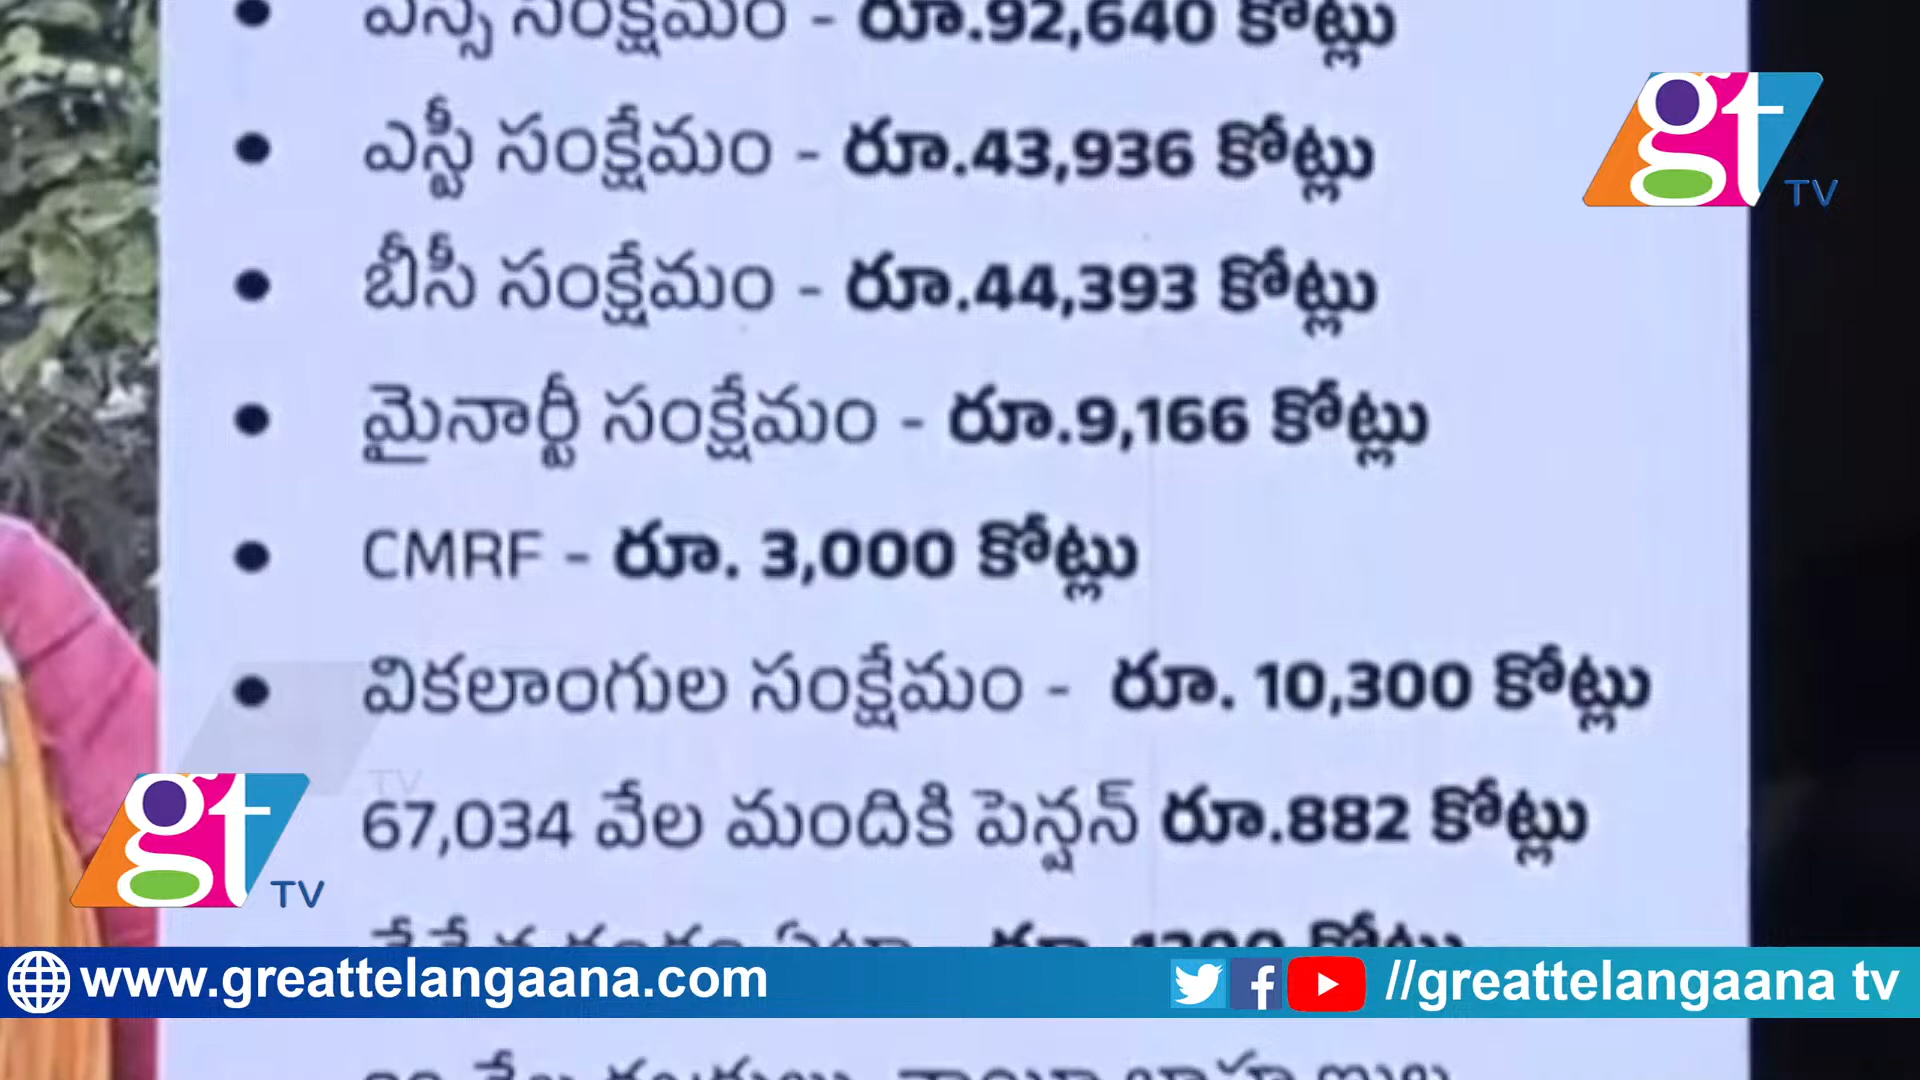 ఎస్సీ సంక్షేమం - రూ.92,640 కోట్లు
• ఎస్టీ సంక్షేమం - రూ.43,936 కోట్లు
gt TV
• బీసీ సంక్షేమం - రూ.44,393 కోట్లు
• మైనార్టీ సంక్షేమం - రూ.9,166 కోట్లు
• CMRF - రూ. 3,000 కోట్లు
• వికలాంగుల సంక్షేమం - రూ. 10,300 కోట్లు
67,034 వేల మందికి పెన్షన్ రూ.882 కోట్లు
gt TV
www.greattelangaana.com
//greattelangaana tv